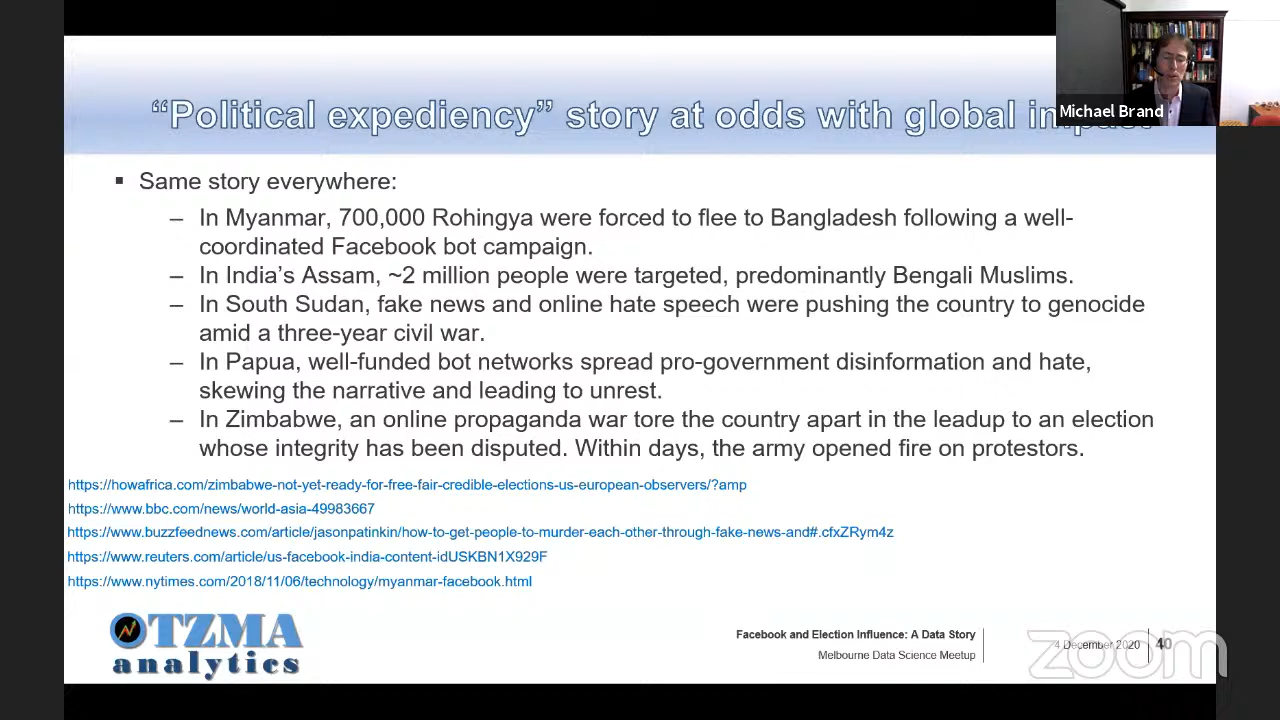 "Political expediency" story at odds with global
Michael Brand
▪ Same story everywhere:
– In Myanmar, 700,000 Rohingya were forced to flee to Bangladesh following a well-
coordinated Facebook bot campaign.
– In India's Assam, ~2 million people were targeted, predominantly Bengali Muslims.
– In South Sudan, fake news and online hate speech were pushing the country to genocide
amid a three-year civil war.
– In Papua, well-funded bot networks spread pro-government disinformation and hate,
skewing the narrative and leading to unrest.
– In Zimbabwe, an online propaganda war tore the country apart in the leadup to an election
whose integrity has been disputed. Within days, the army opened fire on protestors.
https://howafrica.com/zimbabwe-not-yet-ready-for-free-fair-credible-elections-us-european-observers/?amp
https://www.bbc.com/news/world-asia-49983667
https://www.buzzfeednews.com/article/jasonpatinkin/how-to-get-people-to-murder-each-other-through-fake-news-and#.cfxZRym4z
https://www.reuters.com/article/us-facebook-india-content-idUSKBN1X929F
https://www.nytimes.com/2018/11/06/technology/myanmar-facebook.html
OTZMA
analytics
Facebook and Election Influence: A Data Story
Melbourne Data Science Meetup
4 December 2020
40
zoom